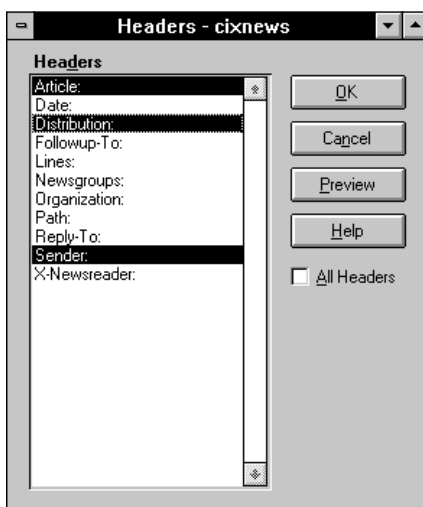 Headers - cixnews
Headers
Article:
Date:
Distribution:
Followup-To:
Lines:
Newsgroups:
Organization:
Path:
Reply-To:
Sender:
X-Newsreader:
OK
Cancel
Preview
Help
All Headers